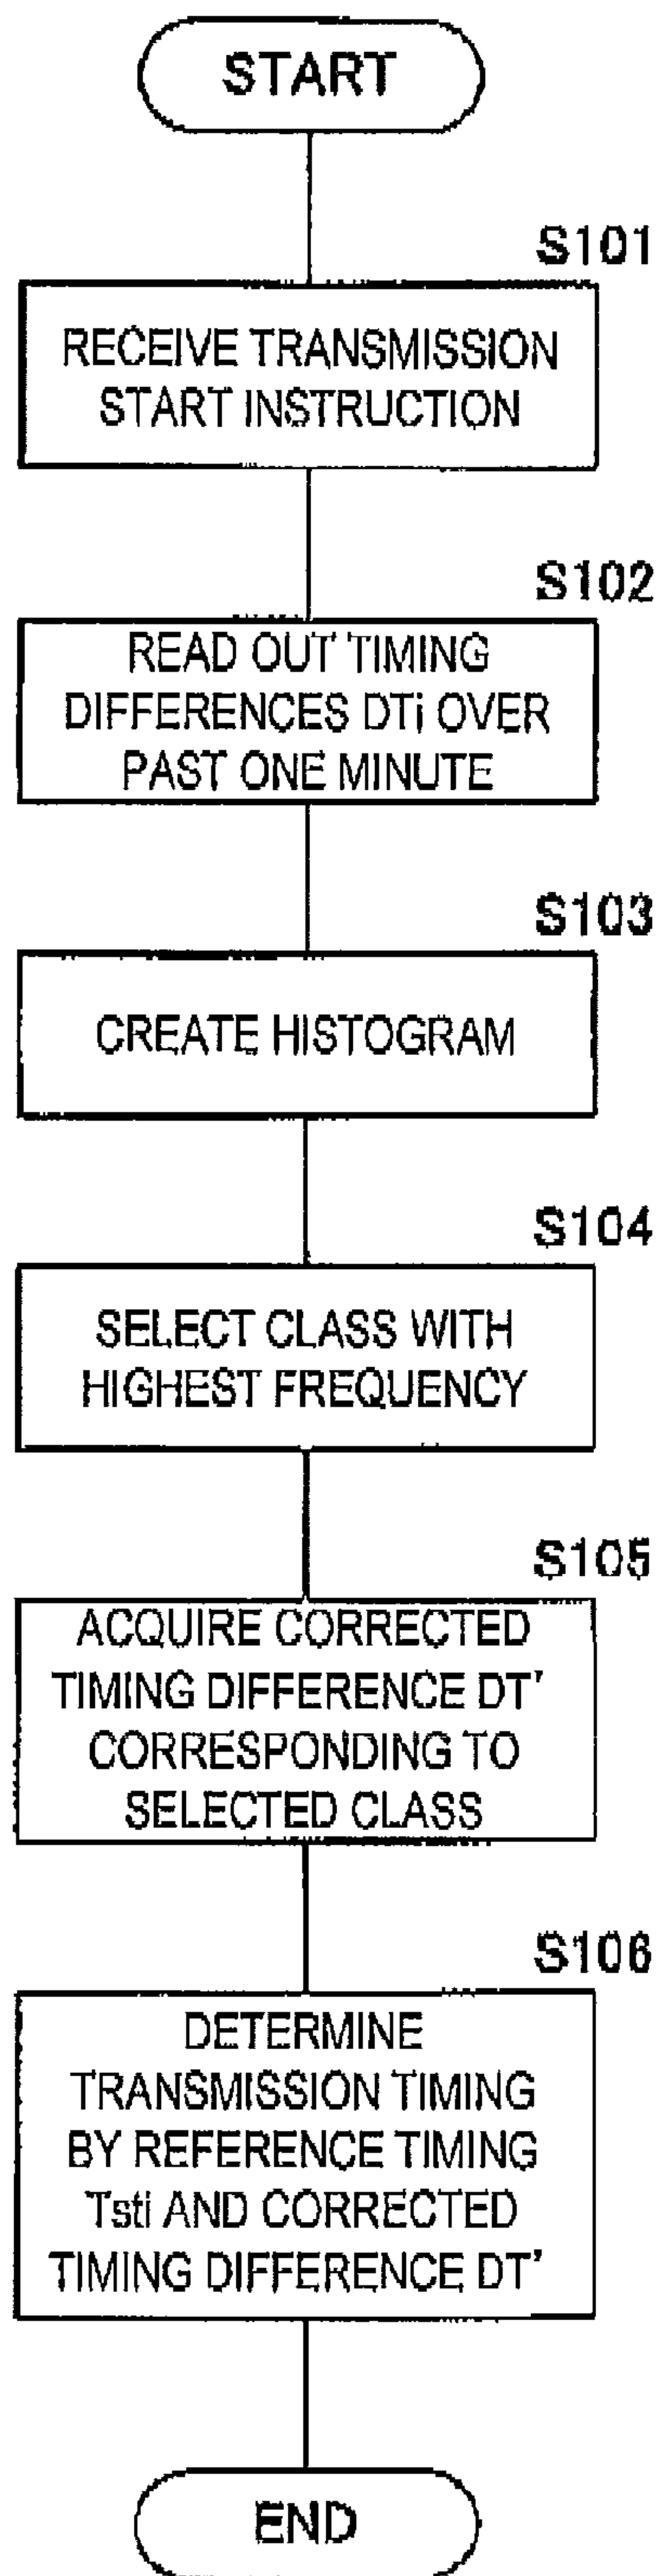 START
S101
RECEIVE TRANSMISSION
START INSTRUCTION
S102
READ OUT TIMING
DIFFERENCES DTi OVER
PAST ONE MINUTE
S103
CREATE HISTOGRAM
S104
SELECT CLASS WITH
HIGHEST FREQUENCY
S105
ACQUIRE CORRECTED
TIMING DIFFERENCE DT'
CORRESPONDING TO
SELECTED CLASS
S106
DETERMINE
TRANSMISSION TIMING
BY REFERENCE TIMING
Tsti AND CORRECTED
TIMING DIFFERENCE DT'
END